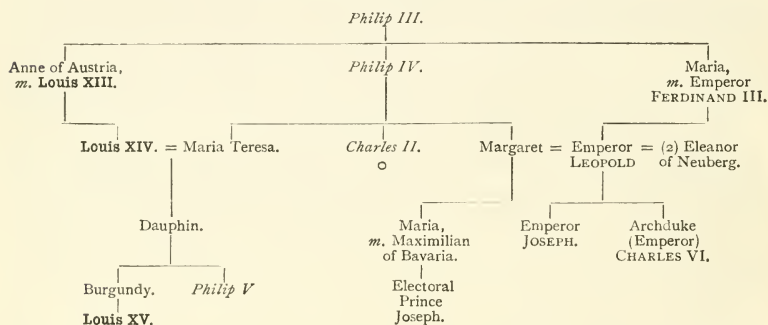 Philip III.
Anne of Austria,
m. Louis XIII.
Philip IV.
Maria,
m. Emperor
FERDINAND III.
Louis XIV. = Maria Teresa.
Charles II.
Margaret = Emperor = (2) Eleanor
LEOPOLD
of Neuberg.
Dauphin.
Maria,
m. Maximilian
of Bavaria.
Emperor
JOSEPH.
Archduke
(Emperor)
CHARLES VI.
Burgundy.
Philip V
Electoral
Prince
Joseph.
Louis XV.